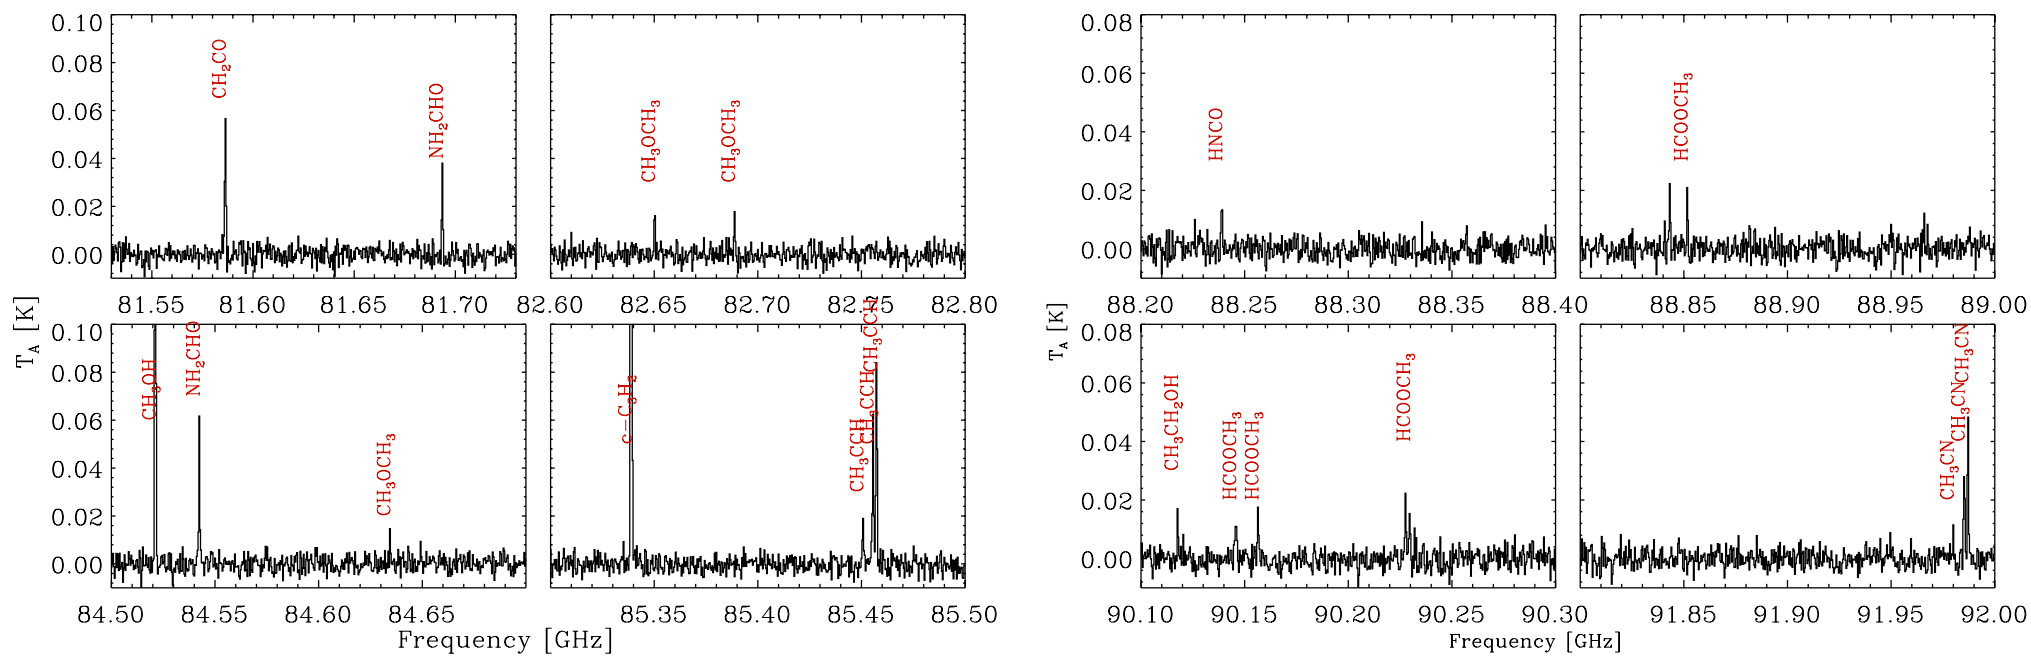 0.10
0.08
0.06
0.04
0.02
0.00
CH₂CO
NH₂CHO
81.55 81.60 81.65 81.70
CH₃OCH₃
CH₃OCH₃
82.60 82.65 82.70 82.75 82.80
T_A [K]
0.10
0.08
0.06
0.04
0.02
0.00
CH₃OH
NH₂CHO
CH₃OCH₃
84.50 84.55 84.60 84.65
c-C₃H₂
CH₃CCH
CH₃CCH
CH₃CCH
85.35 85.40 85.45 85.50
Frequency [GHz]
0.08
0.06
0.04
0.02
0.00
HNCO
88.20 88.25 88.30 88.35 88.40
HCOOCH₃
88.85 88.90 88.95 89.00
T_A [K]
0.08
0.06
0.04
0.02
0.00
CH₃CH₂OH
HCOOCH₃
HCOOCH₃
HCOOCH₃
90.10 90.15 90.20 90.25 90.30
CH₃CN
CH₃CN
CH₃CN
91.85 91.90 91.95 92.00
Frequency [GHz]